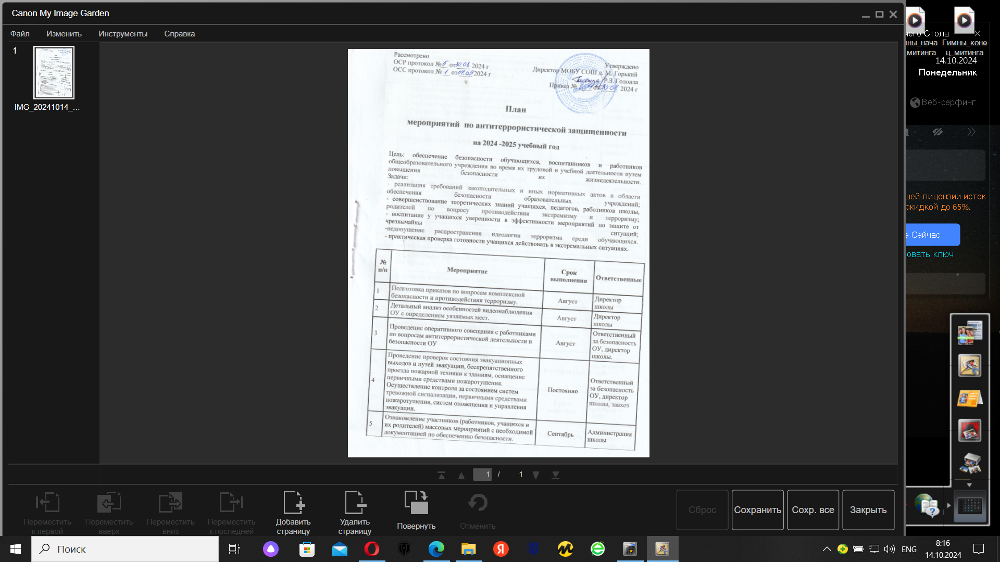 Canon My Image Garden
Файл Изменить Инструменты Справка
1
IMG_20241014_...
Рассмотрено
ОСР протокол № 5 от 30.08 2024 г
ОСС протокол № 1 от 04.09 2024 г
Утверждено
Директор МОБУ СОШ д. М. Горький
Р.З. Голонза
Приказ № от 30.08 2024 г
План
мероприятий по антитеррористической защищенности
на 2024 -2025 учебный год
Цель: обеспечение безопасности обучающихся, воспитанников и работников
общеобразовательного учреждения во время их трудовой и учебной деятельности путем
повышения безопасности их жизнедеятельности.
Задачи:
- реализация требований законодательных и иных нормативных актов в области
обеспечения безопасности образовательных учреждений;
- совершенствование теоретических знаний учащихся, педагогов, работников школы,
родителей по вопросу противодействия экстремизму и терроризму;
- воспитание у учащихся уверенности в эффективности мероприятий по защите от
чрезвычайны ситуаций;
-недопущение распространения идеологии терроризма среди обучающихся.
- практическая проверка готовности учащихся действовать в экстремальных ситуациях.
№
п/п
Мероприятие
Срок
выполнения
Ответственные
1
Подготовка приказов по вопросам комплексной
безопасности и противодействия терроризму.
Август
Директор
школы
2
Детальный анализ особенностей видеонаблюдения
ОУ с определением уязвимых мест.
Август
Директор
школы
3
Проведение оперативного совещания с работниками
по вопросам антитеррористической деятельности и
безопасности ОУ
Август
Ответственный
за безопасность
ОУ, директор
школы.
4
Проведение проверок состояния эвакуационных
выходов и путей эвакуации, беспрепятственного
проезда пожарной техники к зданиям, оснащение
первичными средствами пожаротушения.
Осуществление контроля за состоянием систем
тревожной сигнализации, первичными средствами
пожаротушения, систем оповещения и управления
эвакуации.
Постоянно
Ответственный
за безопасность
ОУ, директор
школы, завхоз
5
Ознакомление участников (работников, учащихся и
их родителей) массовых мероприятий с необходимой
документацией по обеспечению безопасности.
Сентябрь
Администрация
школы
1 / 1
Переместить
к первой
Переместить
вверх
Переместить
вниз
Переместить
к последней
Добавить
страницу
Удалить
страницу
Повернуть
Отменить
Сброс
Сохранить
Сохр. все
Закрыть
него Стола
ны_нача
митинга
Гимны_коне
ц_митинга
14.10.2024
Понедельник
Веб-серфинг
шей лицензии истек
скидкой до 65%.
е Сейчас
овать ключ
Поиск
ENG
8:16
14.10.2024